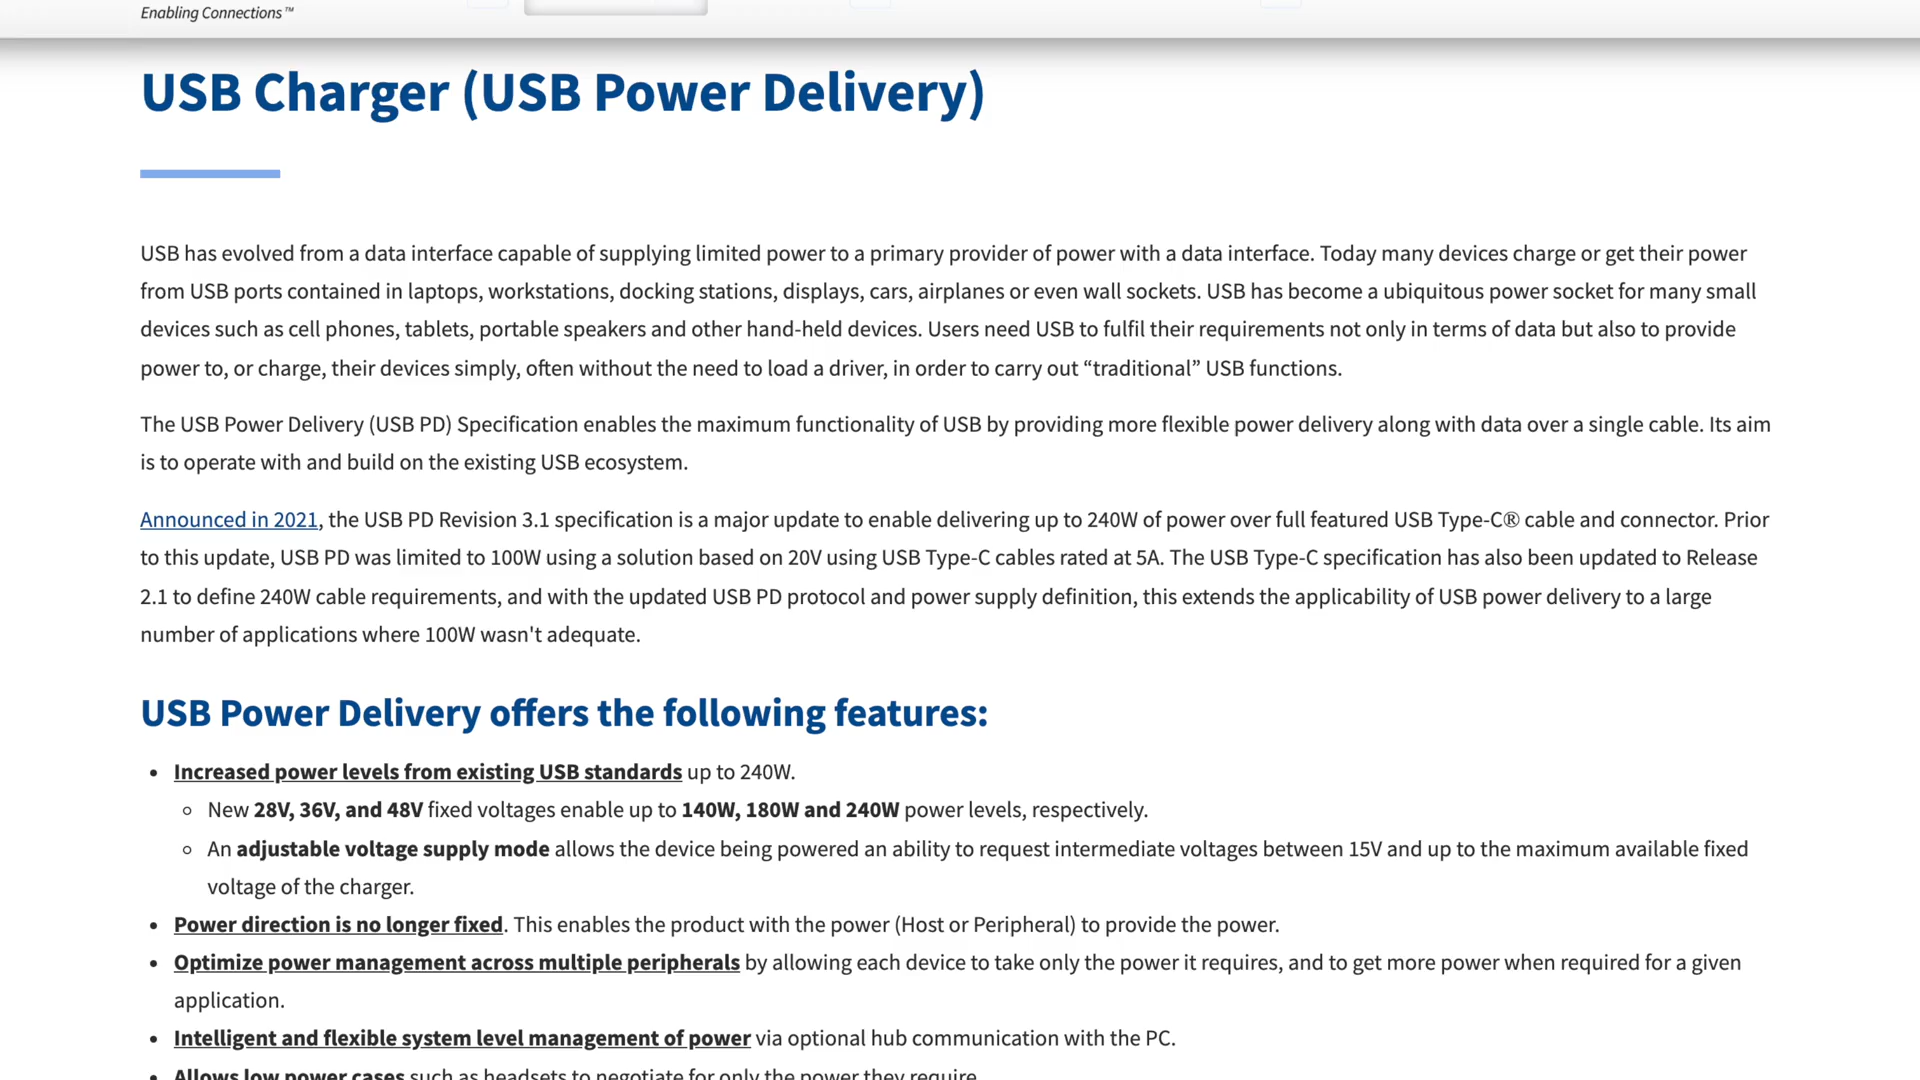 Enabling Connections™
USB Charger (USB Power Delivery)
USB has evolved from a data interface capable of supplying limited power to a primary provider of power with a data interface. Today many devices charge or get their power
from USB ports contained in laptops, workstations, docking stations, displays, cars, airplanes or even wall sockets. USB has become a ubiquitous power socket for many small
devices such as cell phones, tablets, portable speakers and other hand-held devices. Users need USB to fulfil their requirements not only in terms of data but also to provide
power to, or charge, their devices simply, often without the need to load a driver, in order to carry out “traditional” USB functions.
The USB Power Delivery (USB PD) Specification enables the maximum functionality of USB by providing more flexible power delivery along with data over a single cable. Its aim
is to operate with and build on the existing USB ecosystem.
Announced in 2021, the USB PD Revision 3.1 specification is a major update to enable delivering up to 240W of power over full featured USB Type-C® cable and connector. Prior
to this update, USB PD was limited to 100W using a solution based on 20V using USB Type-C cables rated at 5A. The USB Type-C specification has also been updated to Release
2.1 to define 240W cable requirements, and with the updated USB PD protocol and power supply definition, this extends the applicability of USB power delivery to a large
number of applications where 100W wasn't adequate.
USB Power Delivery offers the following features:
• Increased power levels from existing USB standards up to 240W.
◦ New 28V, 36V, and 48V fixed voltages enable up to 140W, 180W and 240W power levels, respectively.
◦ An adjustable voltage supply mode allows the device being powered an ability to request intermediate voltages between 15V and up to the maximum available fixed
voltage of the charger.
• Power direction is no longer fixed. This enables the product with the power (Host or Peripheral) to provide the power.
• Optimize power management across multiple peripherals by allowing each device to take only the power it requires, and to get more power when required for a given
application.
• Intelligent and flexible system level management of power via optional hub communication with the PC.
• Allows low power cases such as headsets to negotiate for only the power they require.